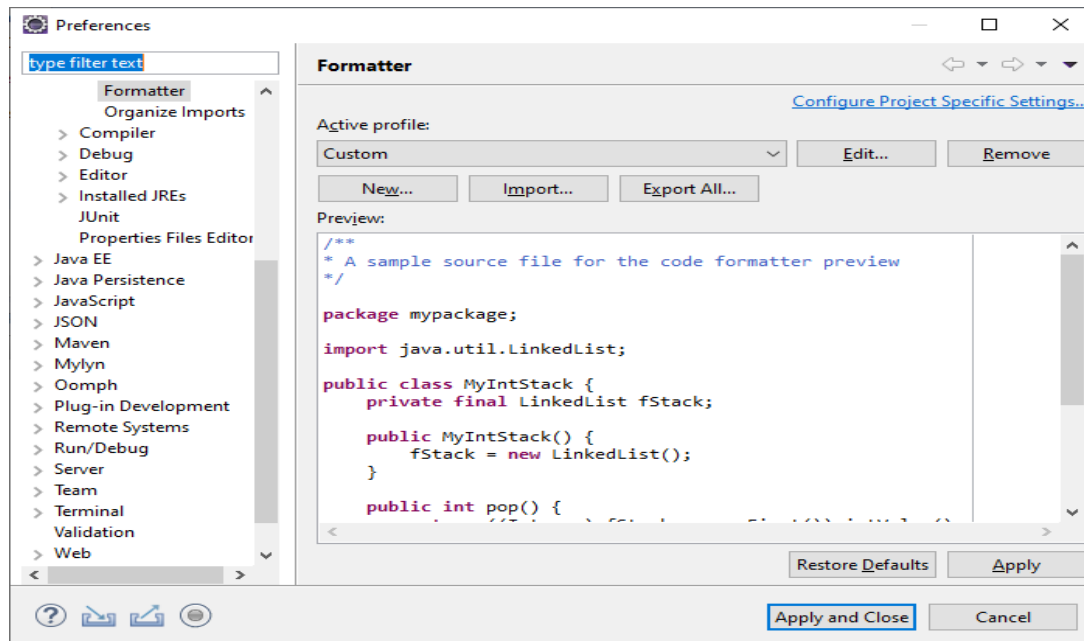 Preferences
type filter text
Formatter
Organize Imports
Compiler
Debug
Editor
Installed JREs
JUnit
Properties Files Editor
Java EE
Java Persistence
JavaScript
JSON
Maven
Mylyn
Oomph
Plug-in Development
Remote Systems
Run/Debug
Server
Team
Terminal
Validation
Web
Formatter
Configure Project Specific Settings...
Active profile:
Custom
Edit...
Remove
New...
Import...
Export All...
Preview:
/**
* A sample source file for the code formatter preview
*/
package mypackage;
import java.util.LinkedList;
public class MyIntStack {
private final LinkedList fStack;
public MyIntStack() {
fStack = new LinkedList();
}
public int pop() {
Restore Defaults
Apply
Apply and Close
Cancel